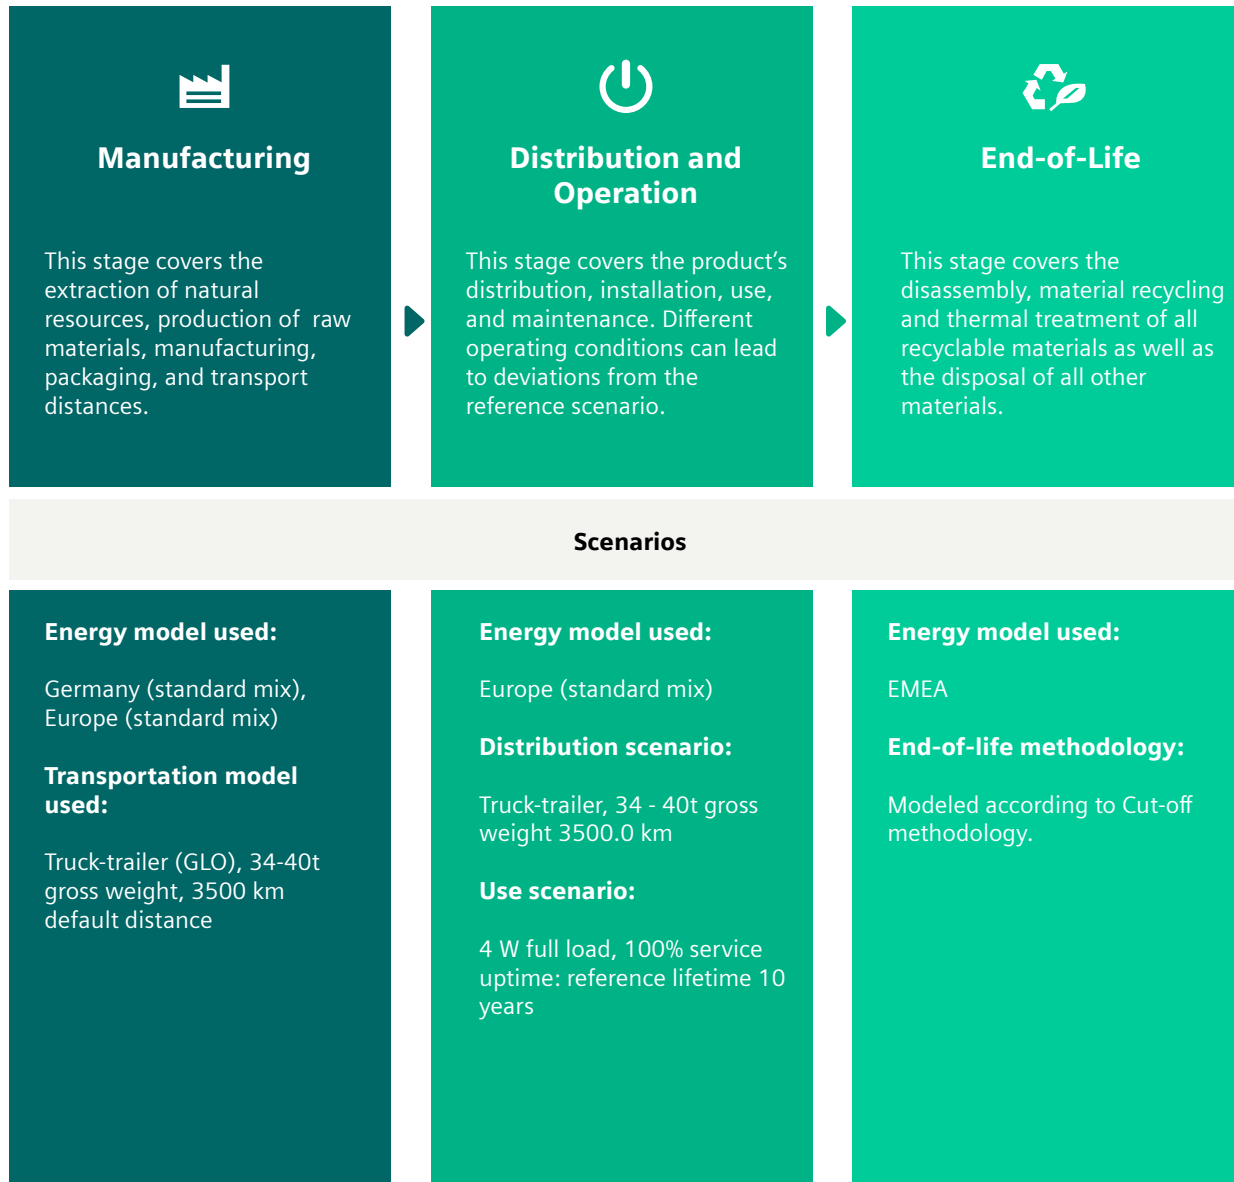 Manufacturing
This stage covers the
extraction of natural
resources, production of  raw
materials, manufacturing,
packaging, and transport
distances.
Distribution and
Operation
This stage covers the product’s
distribution, installation, use,
and maintenance. Different
operating conditions can lead
to deviations from the
reference scenario.
End-of-Life
This stage covers the
disassembly, material recycling
and thermal treatment of all
recyclable materials as well as
the disposal of all other
materials.
Scenarios
Energy model used:
Germany (standard mix),
Europe (standard mix)
Transportation model
used:
Truck-trailer (GLO), 34-40t
gross weight, 3500 km
default distance
Energy model used:
Europe (standard mix)
Distribution scenario:
Truck-trailer, 34 - 40t gross
weight 3500.0 km
Use scenario:
4 W full load, 100% service
uptime: reference lifetime 10
years
Energy model used:
EMEA
End-of-life methodology:
Modeled according to Cut-off
methodology.